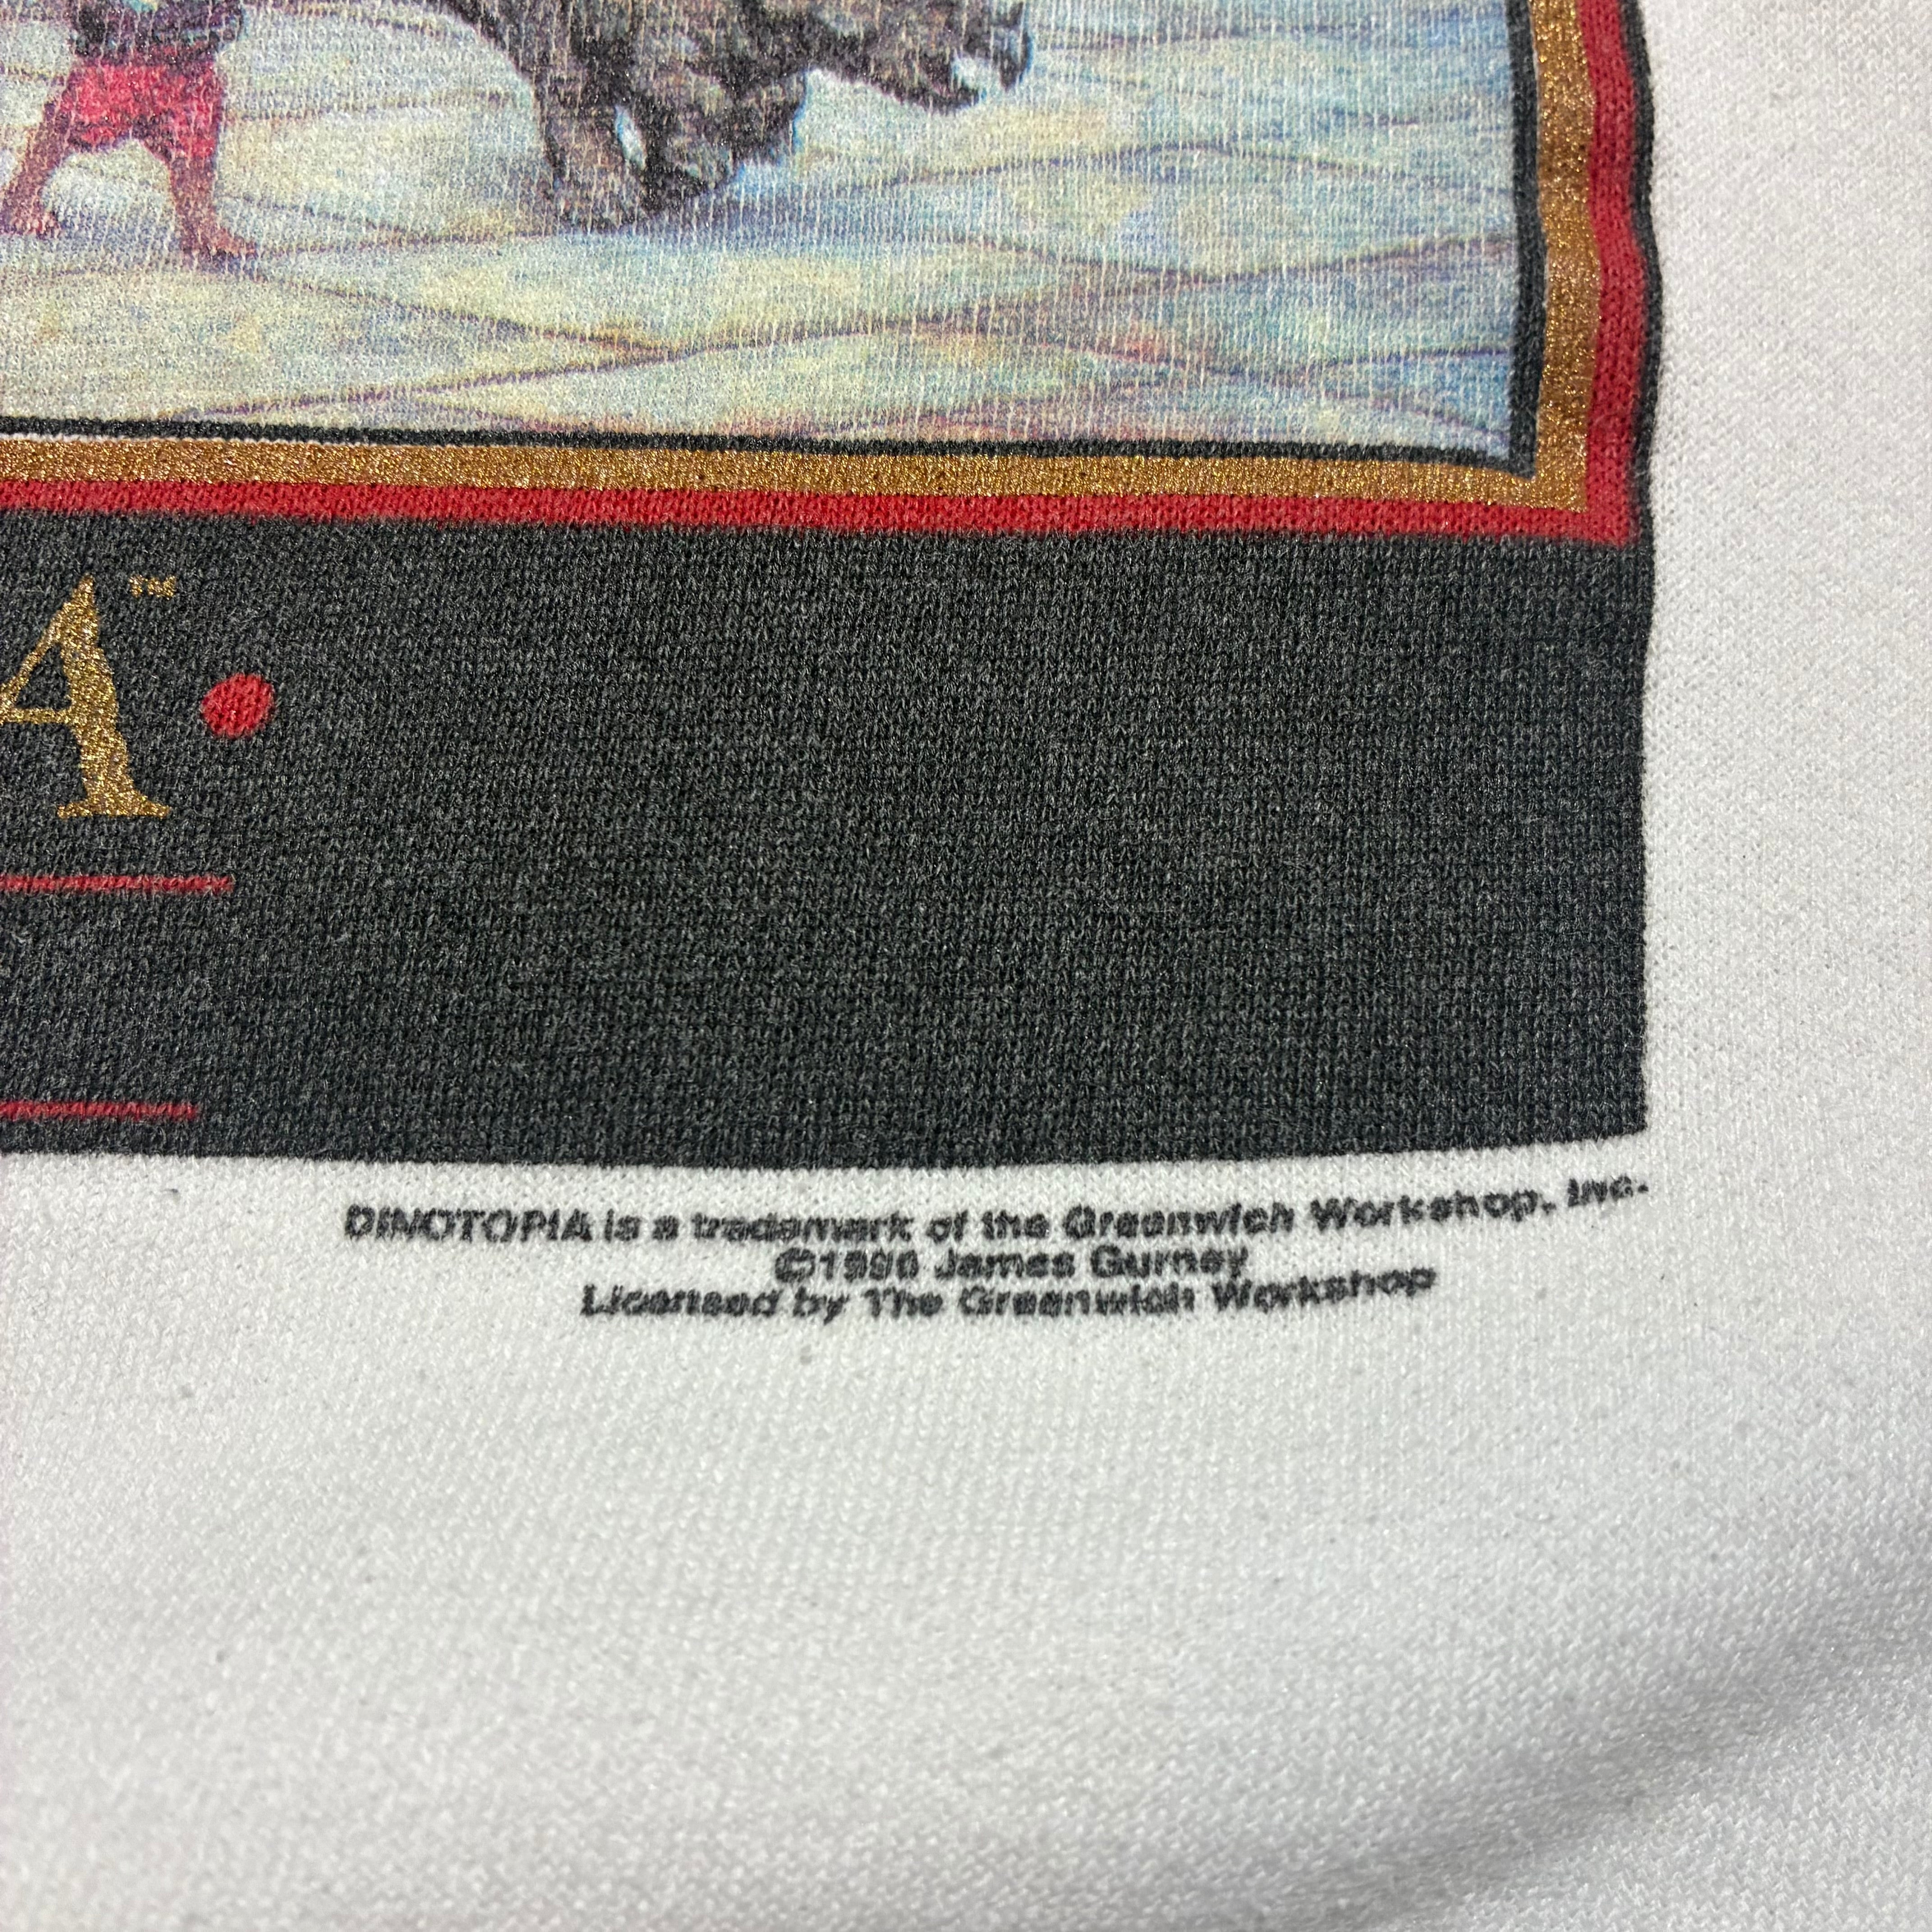 A™
DINOTOPIA is a trademark of the Greenwich Workshop, Inc.
©1990 James Gurney
Licensed by The Greenwich Workshop